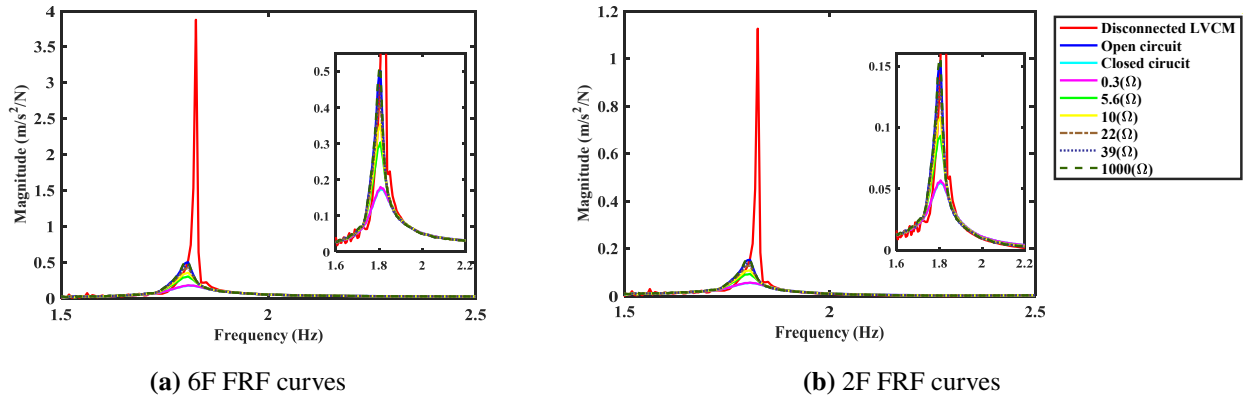 4
3.5
3
2.5
2
1.5
1
0.5
0
Magnitude (m/s²/N)
1.5
2
2.5
Frequency (Hz)
0.5
0.4
0.3
0.2
0.1
0
1.6
1.8
2
2.2
(a) 6F FRF curves
1.2
1
0.8
0.6
0.4
0.2
0
Magnitude (m/s²/N)
1.5
2
2.5
Frequency (Hz)
0.15
0.1
0.05
0
1.6
1.8
2
2.2
(b) 2F FRF curves
Disconnected LVCM
Open circuit
Closed cirucit
0.3(Ω)
5.6(Ω)
10(Ω)
22(Ω)
39(Ω)
1000(Ω)